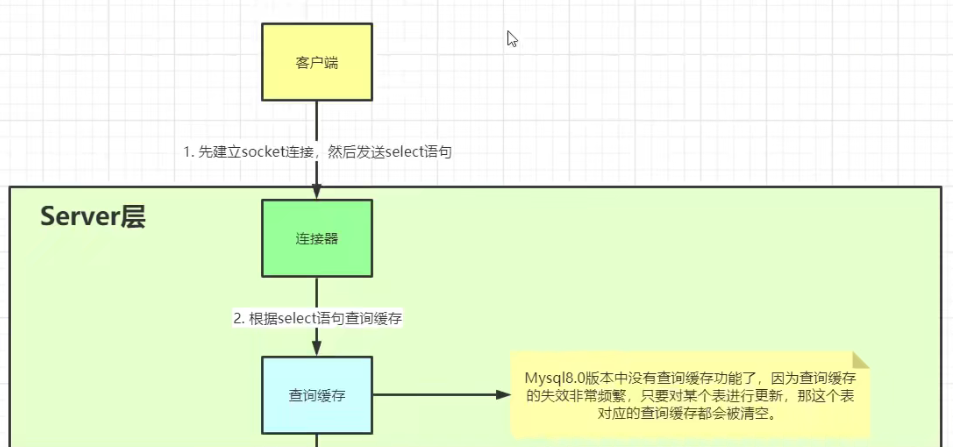 客户端
1. 先建立socket连接，然后发送select语句
Server层
连接器
2. 根据select语句查询缓存
查询缓存
Mysql8.0版本中没有查询缓存功能了，因为查询缓存
的失效非常频繁，只要对某个表进行更新，那这个表
对应的查询缓存都会被清空。